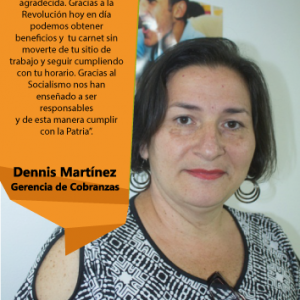 agradecida. Gracias a la
Revolución hoy en día
podemos obtener
beneficios y tu carnet sin
moverte de tu sitio de
trabajo y seguir cumpliendo
con tu horario. Gracias al
Socialismo nos han
enseñado a ser
responsables
y de esta manera cumplir
con la Patria".
Dennis Martínez
Gerencia de Cobranzas